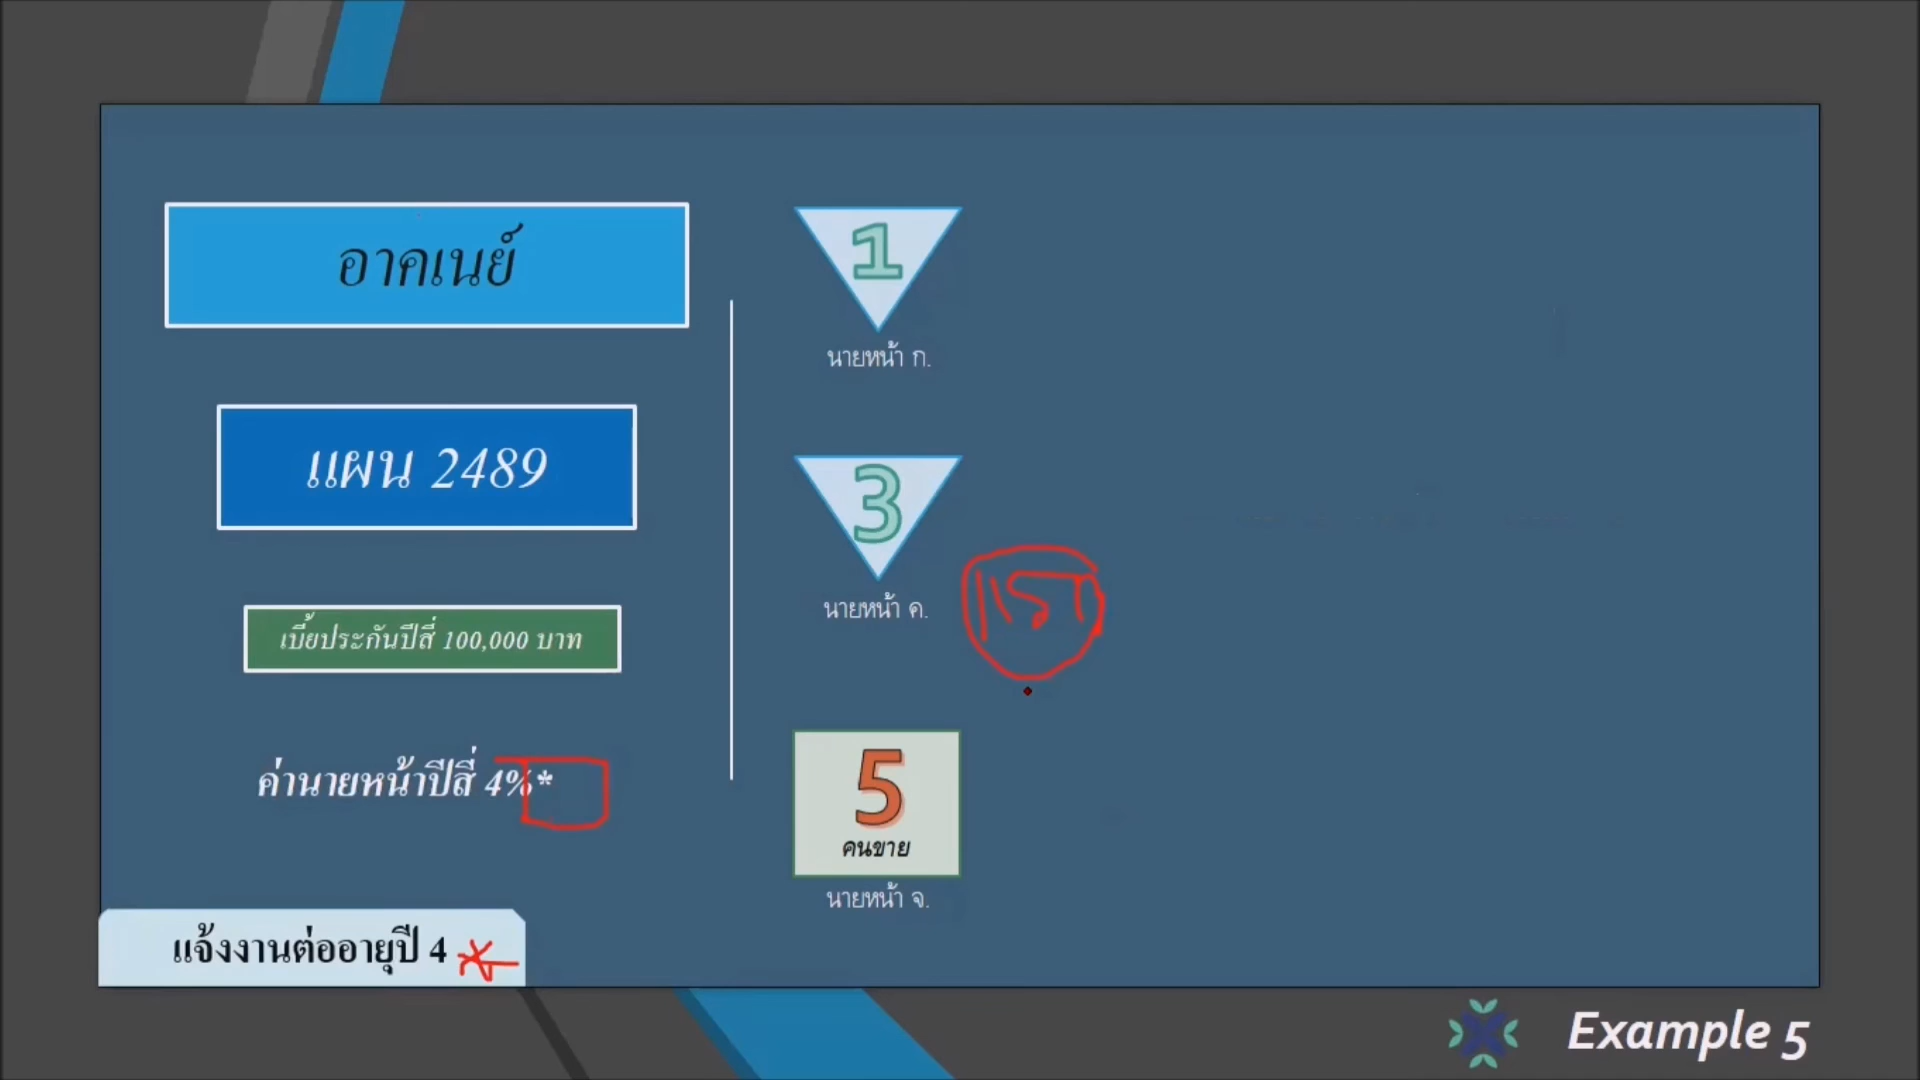 อาคเนย์
แผน 2489
เบี้ยประกันปีสี่ 100,000 บาท
ค่านายหน้าปีสี่ 4%*
แจ้งงานต่ออายุปี 4
1
นายหน้า ก.
3
นายหน้า ค.
แรก
5
คนขาย
นายหน้า จ.
Example 5